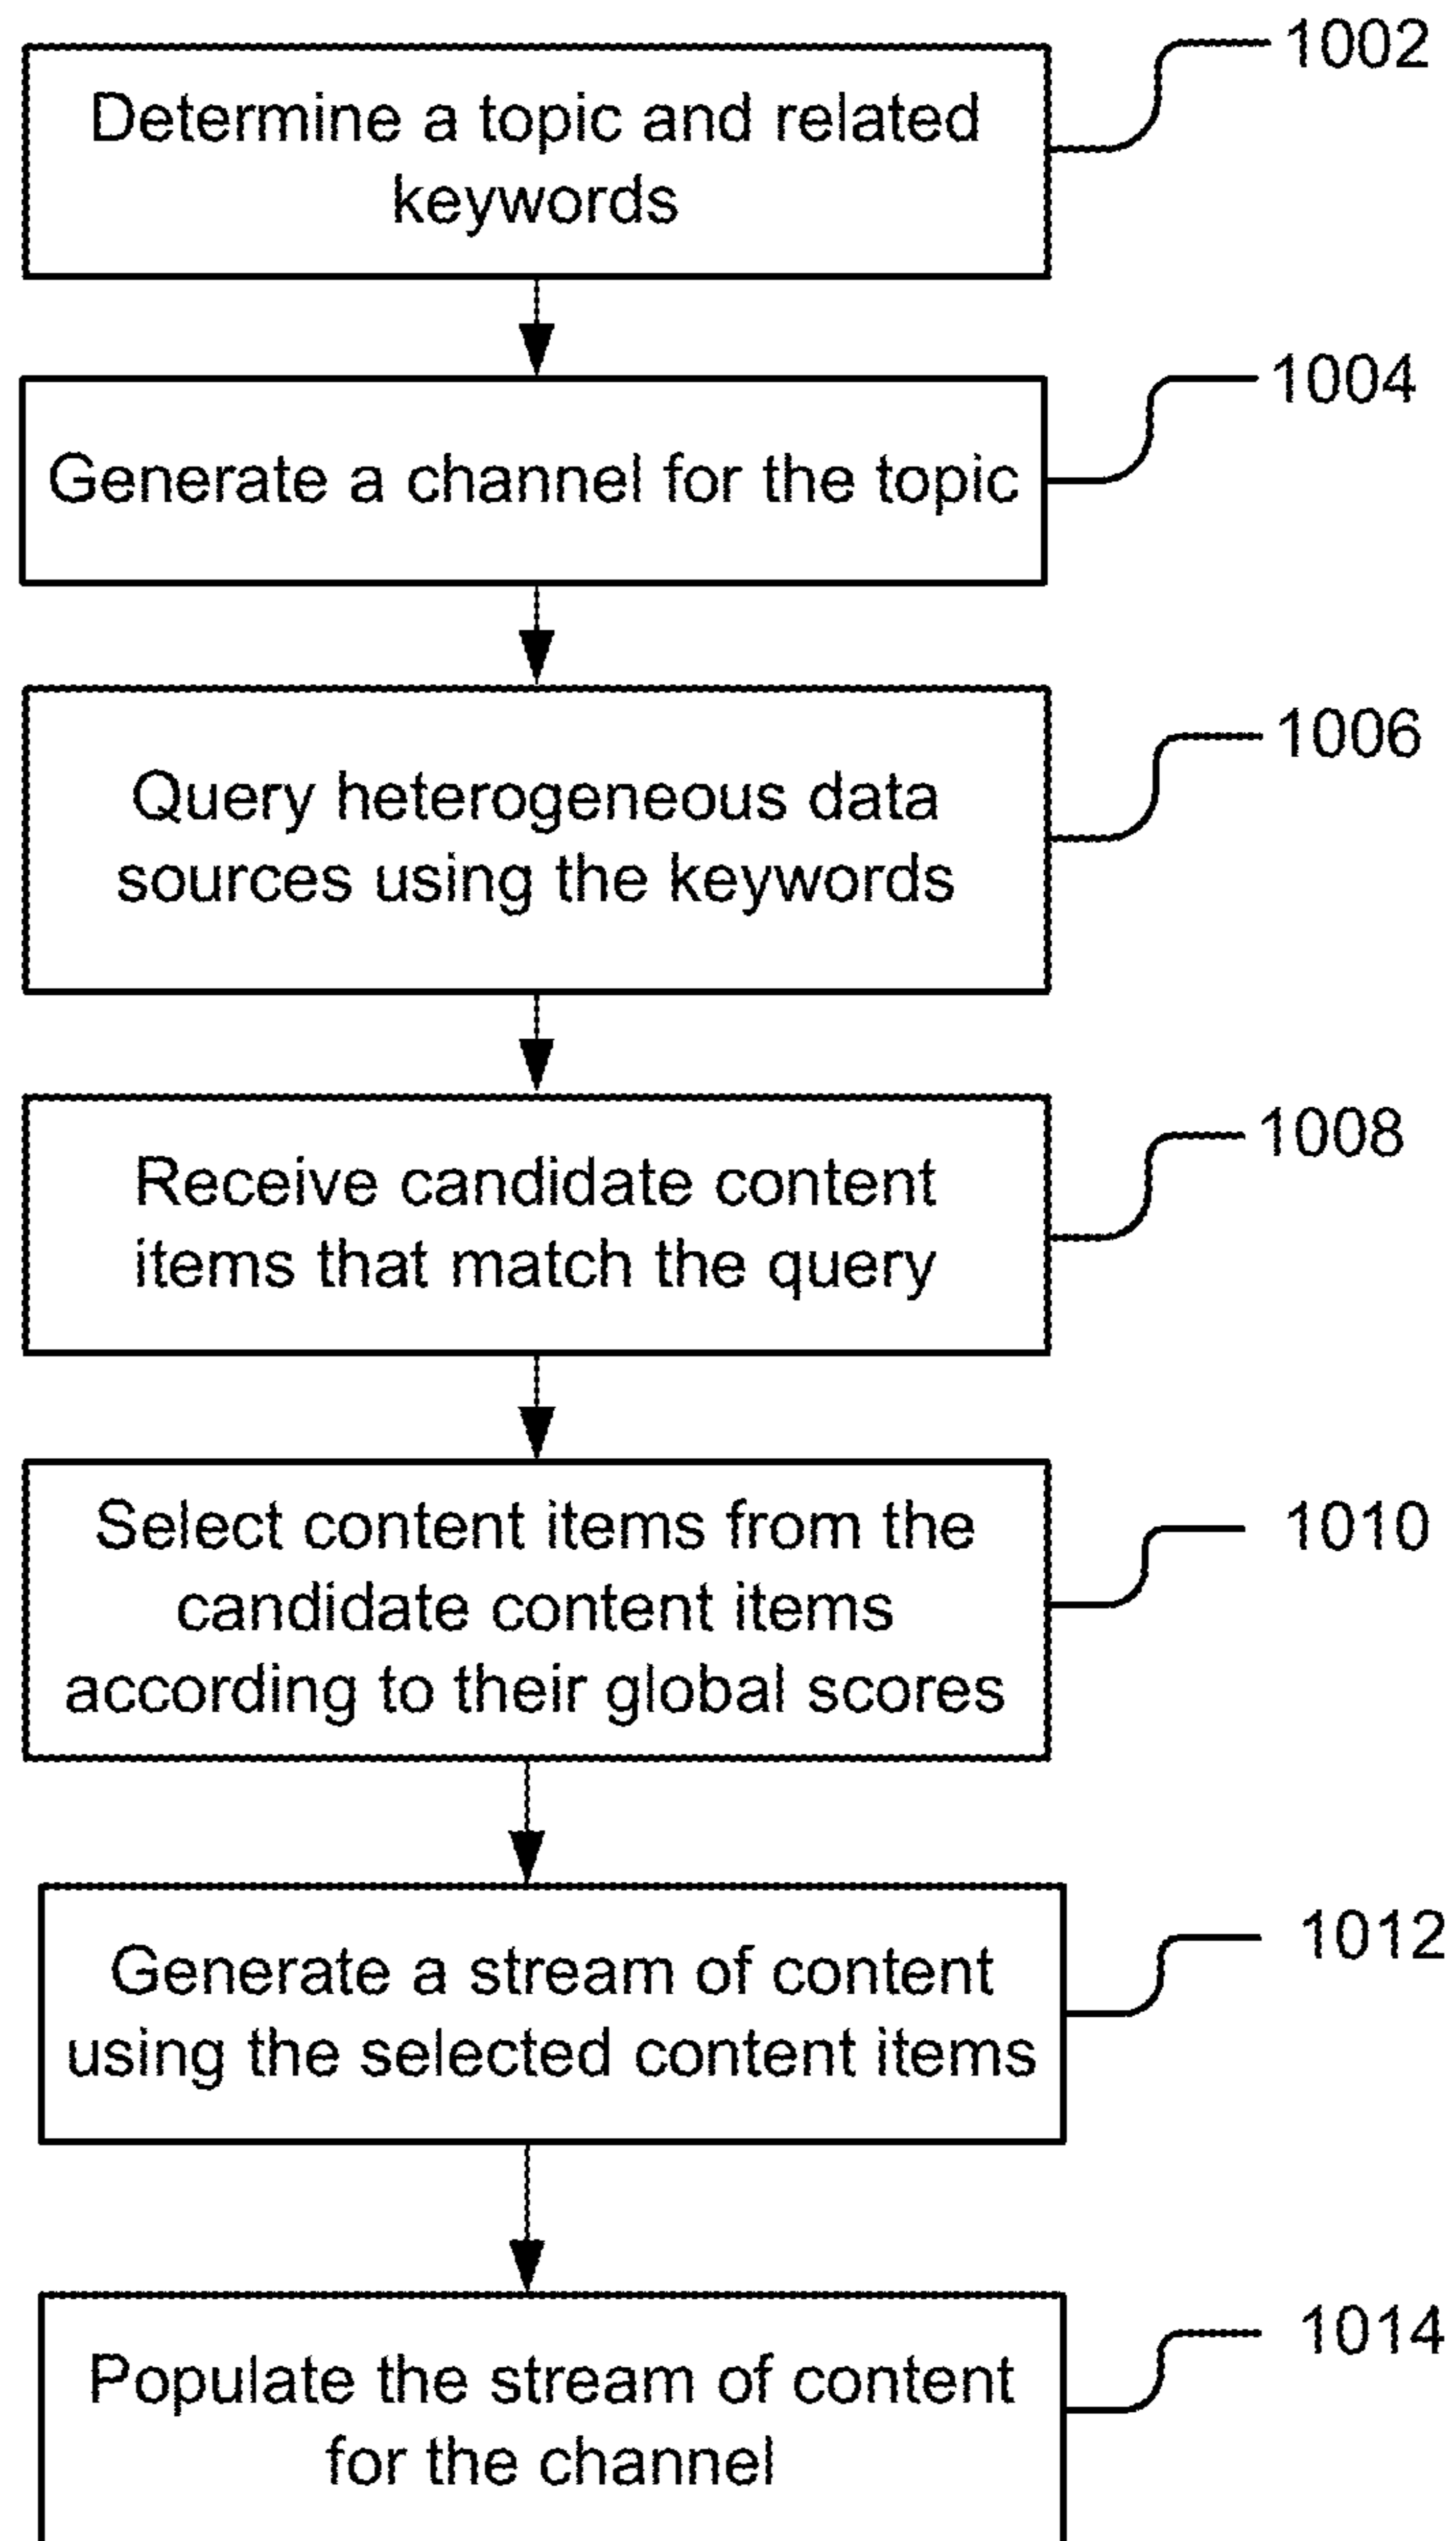 1002
Determine a topic and related
keywords
1004
Generate a channel for the topic
1006
Query heterogeneous data
sources using the keywords
1008
Receive candidate content
items that match the query
1010
Select content items from the
candidate content items
according to their global scores
1012
Generate a stream of content
using the selected content items
1014
Populate the stream of content
for the channel